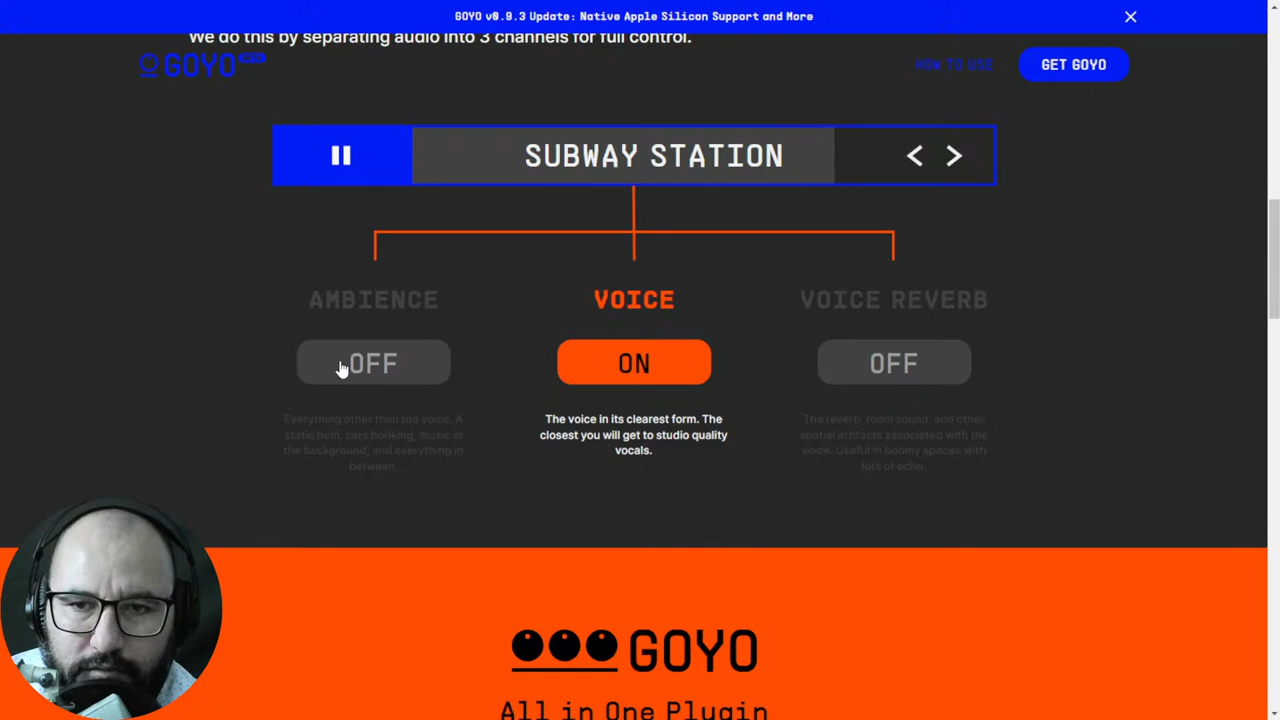 GOYO v0.9.3 Update: Native Apple Silicon Support and More
We do this by separating audio into 3 channels for full control.
GOYO BETA
HOW TO USE
GET GOYO
SUBWAY STATION
AMBIENCE
VOICE
VOICE REVERB
OFF
ON
OFF
Everything other than the voice. A
static hum, cars honking, music in
the background, and everything in
between...
The voice in its clearest form. The
closest you will get to studio quality
vocals.
The reverb, room sound, and other
spatial artifacts associated with the
voice. Useful in boomy spaces with
lots of echo.
GOYO
All in One Plugin